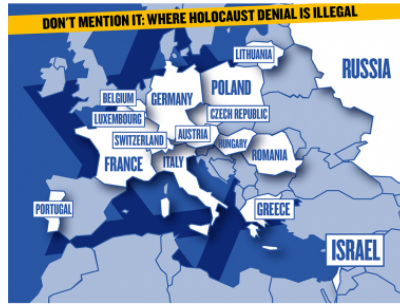 DON'T MENTION IT: WHERE HOLOCAUST DENIAL IS ILLEGAL
LITHUANIA
RUSSIA
POLAND
BELGIUM
GERMANY
CZECH REPUBLIC
LUXEMBOURG
AUSTRIA
SWITZERLAND
HUNGARY
ROMANIA
FRANCE
ITALY
PORTUGAL
GREECE
ISRAEL